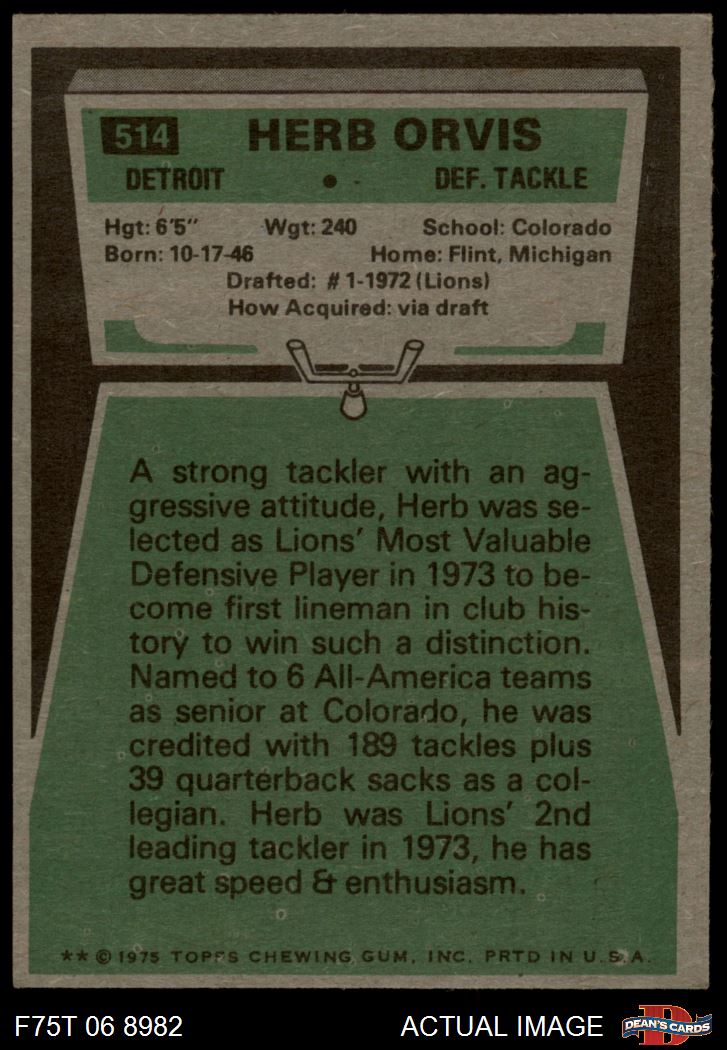 514 HERB ORVIS
DETROIT • DEF. TACKLE
Hgt: 6'5" Wgt: 240 School: Colorado
Born: 10-17-46 Home: Flint, Michigan
Drafted: #1-1972 (Lions)
How Acquired: via draft
A strong tackler with an ag-
gressive attitude, Herb was se-
lected as Lions' Most Valuable
Defensive Player in 1973 to be-
come first lineman in club his-
tory to win such a distinction.
Named to 6 All-America teams
as senior at Colorado, he was
credited with 189 tackles plus
39 quarterback sacks as a col-
legian. Herb was Lions' 2nd
leading tackler in 1973, he has
great speed & enthusiasm.
** © 1975 TOPPS CHEWING GUM, INC. PRTD IN U.S.A.
F75T 06 8982 ACTUAL IMAGE D DEAN'S CARDS